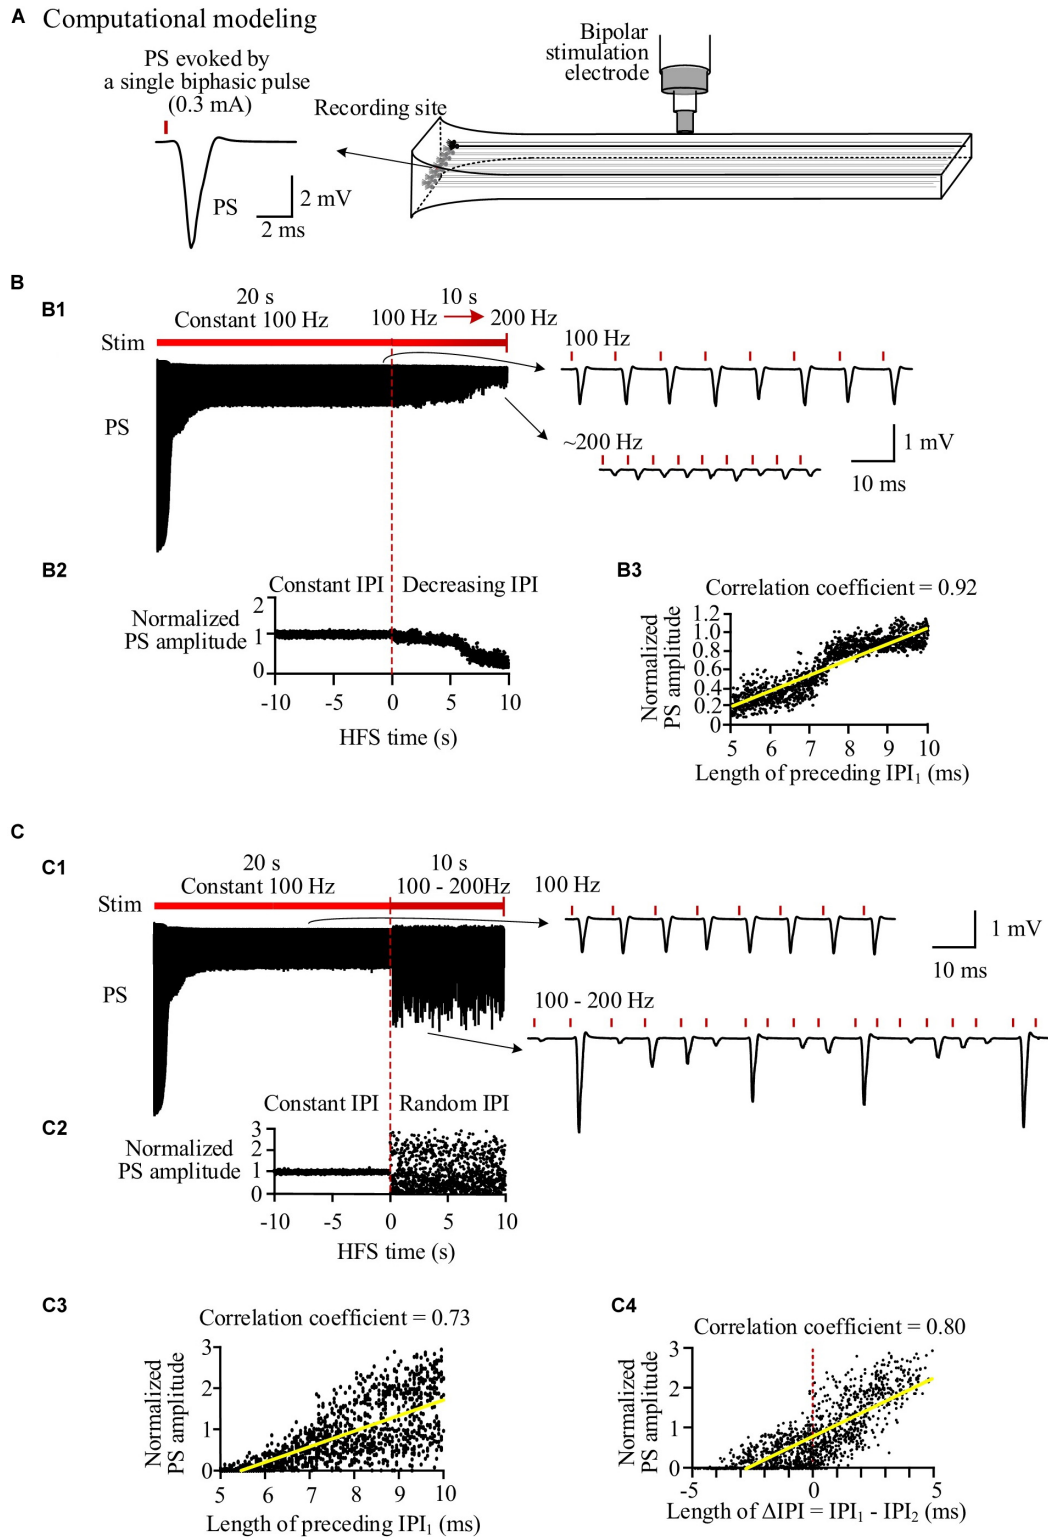 A Computational modeling
PS evoked by
a single biphasic pulse
(0.3 mA)
Recording site
Bipolar
stimulation
electrode
PS
2 mV
2 ms
B
B1
20 s
Constant 100 Hz
10 s
100 Hz 200 Hz
Stim
PS
100 Hz
~200 Hz
1 mV
10 ms
B2
Constant IPI Decreasing IPI
Normalized
PS amplitude
2
1
0
-10 -5 0 5 10
HFS time (s)
B3
Correlation coefficient = 0.92
Normalized
PS amplitude
1.2
1.0
0.8
0.6
0.4
0.2
0
5 6 7 8 9 10
Length of preceding IPI1 (ms)
C
C1
20 s
Constant 100 Hz
10 s
100 - 200Hz
Stim
PS
100 Hz
1 mV
10 ms
100 - 200 Hz
C2
Constant IPI Random IPI
Normalized
PS amplitude
3
2
1
0
-10 -5 0 5 10
HFS time (s)
C3
Correlation coefficient = 0.73
Normalized
PS amplitude
3
2
1
0
5 6 7 8 9 10
Length of preceding IPI1 (ms)
C4
Correlation coefficient = 0.80
Normalized
PS amplitude
3
2
1
0
-5 0 5
Length of ΔIPI = IPI1 - IPI2 (ms)